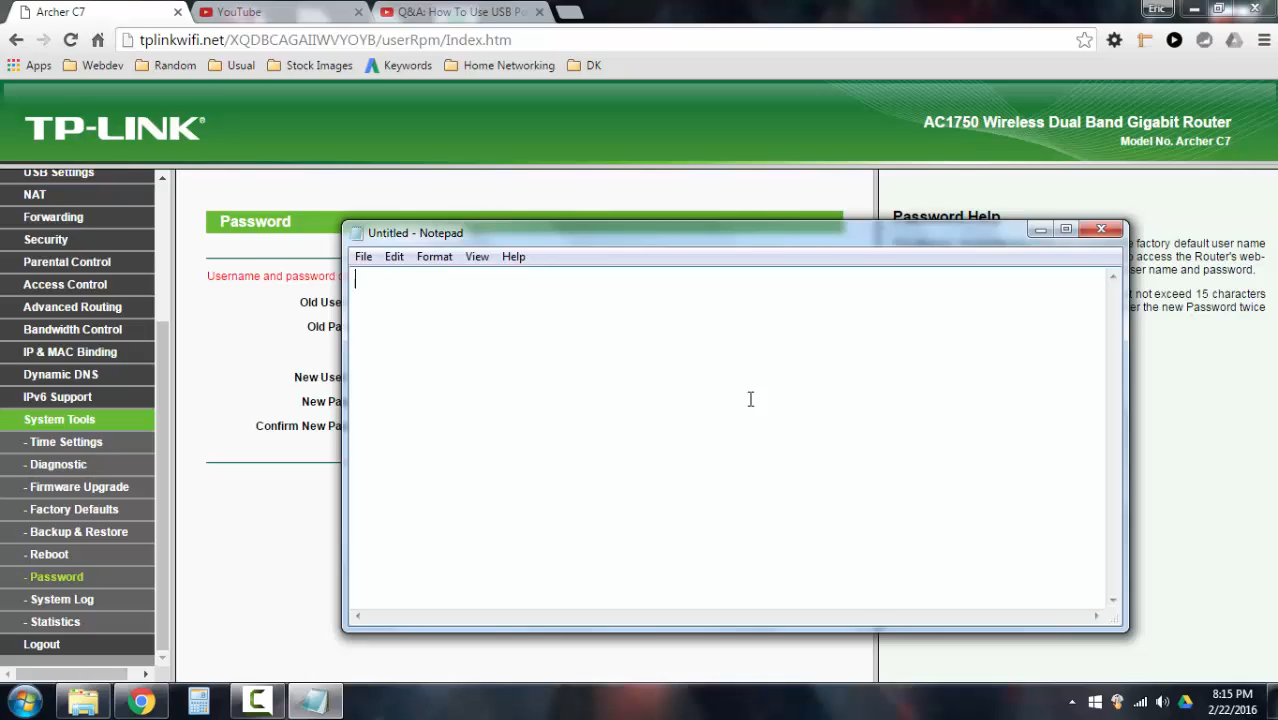 Archer C7
YouTube
Q&A: How To Use USB Po
Eric
tplinkwifi.net/XQDBCAGAIIWVYOYB/userRpm/Index.htm
Apps Webdev Random Usual Stock Images Keywords Home Networking DK
TP-LINK®
AC1750 Wireless Dual Band Gigabit Router
Model No. Archer C7
USB Settings
NAT
Forwarding
Security
Parental Control
Access Control
Advanced Routing
Bandwidth Control
IP & MAC Binding
Dynamic DNS
IPv6 Support
System Tools
- Time Settings
- Diagnostic
- Firmware Upgrade
- Factory Defaults
- Backup & Restore
- Reboot
- Password
- System Log
- Statistics
Logout
Password
Username and password
Old Use
Old Pa
New Use
New Pa
Confirm New Pa
Untitled - Notepad
File Edit Format View Help
Password Help
e factory default user name
o access the Router's web-
ser name and password.
t not exceed 15 characters
er the new Password twice
8:15 PM
2/22/2016